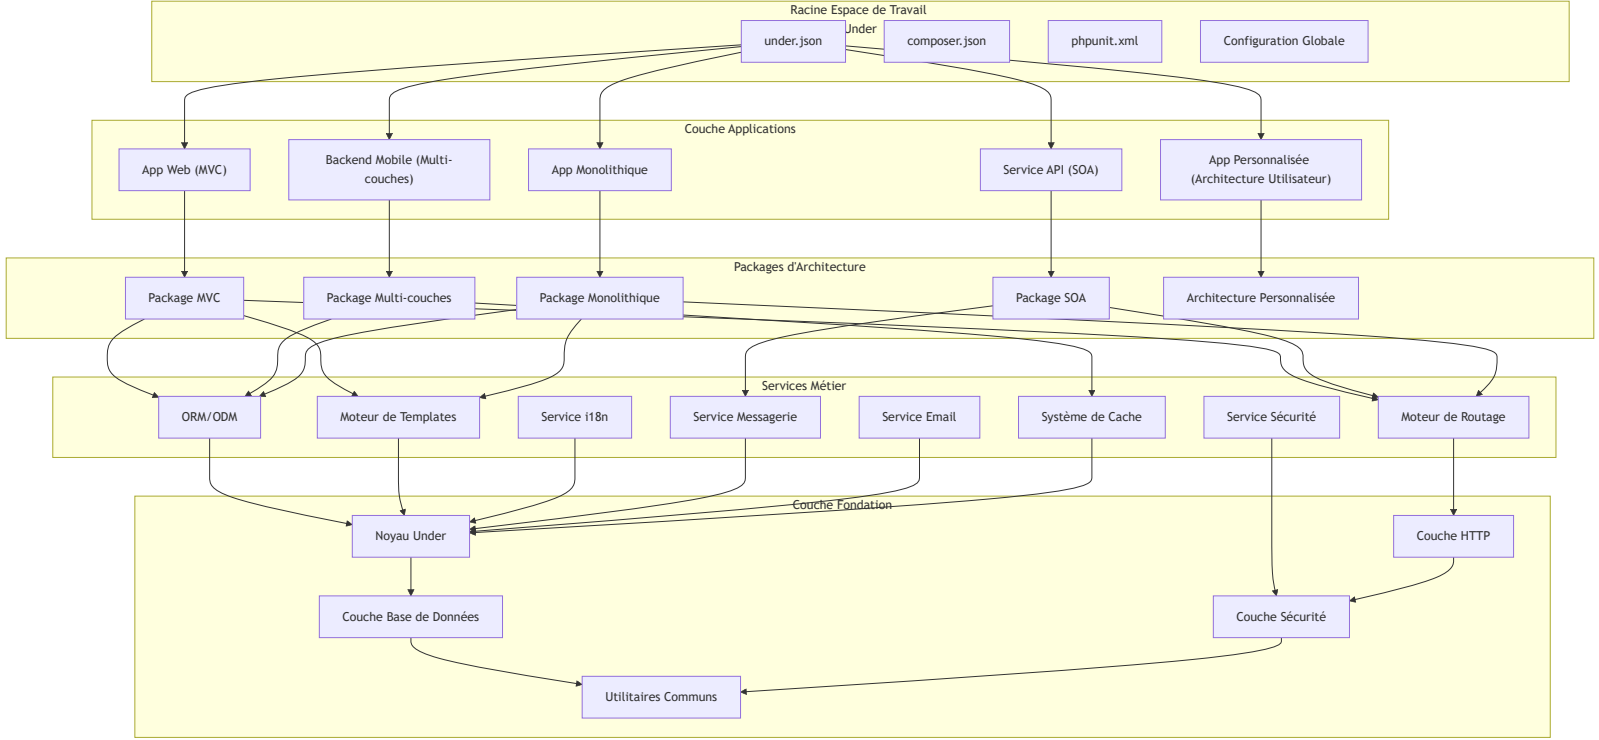 Racine Espace de Travail
Under
under.json
composer.json
phpunit.xml
Configuration Globale
Couche Applications
App Web (MVC)
Backend Mobile (Multi-
couches)
App Monolithique
Service API (SOA)
App Personnalisée
(Architecture Utilisateur)
Packages d'Architecture
Package MVC
Package Multi-couches
Package Monolithique
Package SOA
Architecture Personnalisée
Services Métier
ORM/ODM
Moteur de Templates
Service i18n
Service Messagerie
Service Email
Système de Cache
Service Sécurité
Moteur de Routage
Couche Fondation
Noyau Under
Couche HTTP
Couche Base de Données
Couche Sécurité
Utilitaires Communs